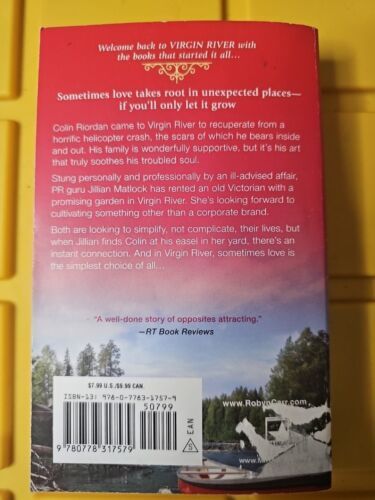 Welcome back to VIRGIN RIVER with
the books that started it all...
Sometimes love takes root in unexpected places—
if you'll only let it grow
Colin Riordan came to Virgin River to recuperate from a
horrific helicopter crash, the scars of which he bears inside
and out. His family is wonderfully supportive, but it's his art
that truly soothes his troubled soul.
Stung personally and professionally by an ill-advised affair,
PR guru Jillian Matlock has rented an old Victorian with a
promising garden in Virgin River. She's looking forward to
cultivating something other than a corporate brand.
Both are looking to simplify, not complicate, their lives, but
when Jillian finds Colin at his easel in her yard, there's an
instant connection. And in Virgin River, sometimes love is
the simplest choice of all...
"A well-done story of opposites attracting."
—RT Book Reviews
$7.99 U.S./$9.99 CAN.
ISBN-13: 978-0-7783-1757-9
50799
EAN
S
9 780778 317579
www.RobynCarr.com